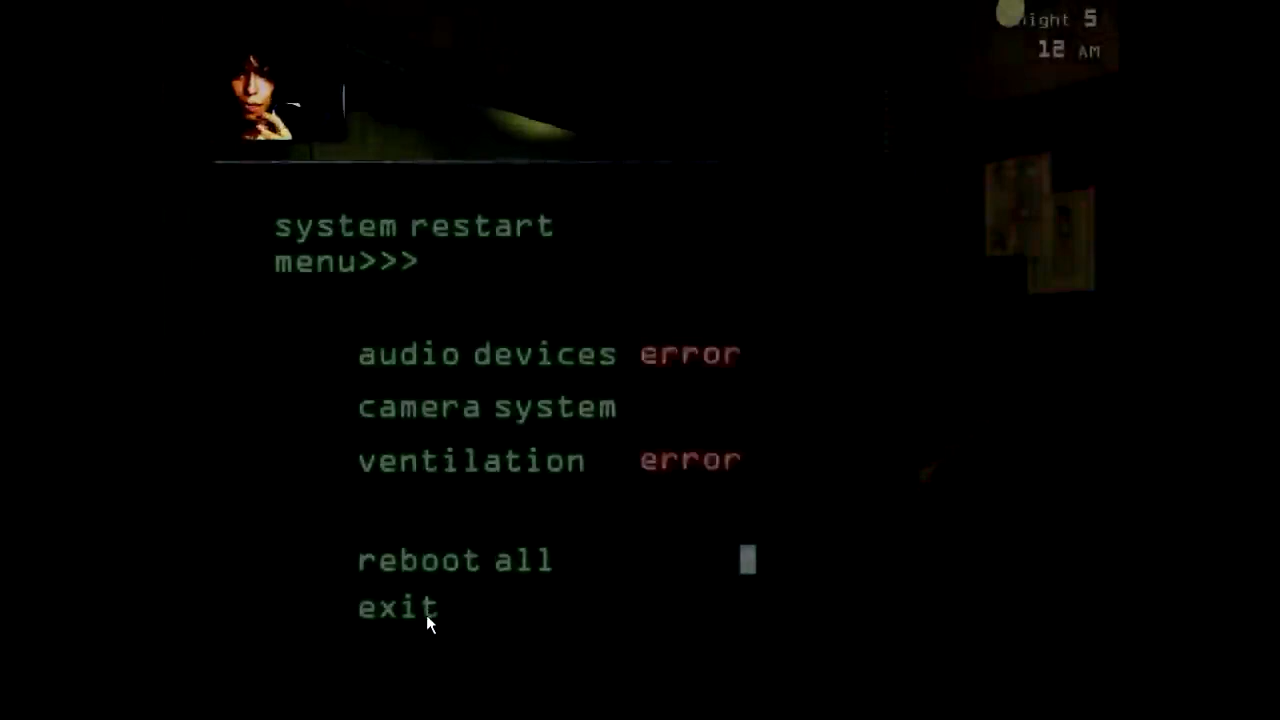 night 5
12 AM
system restart
menu>>>
audio devices error
camera system
ventilation error
reboot all
exit